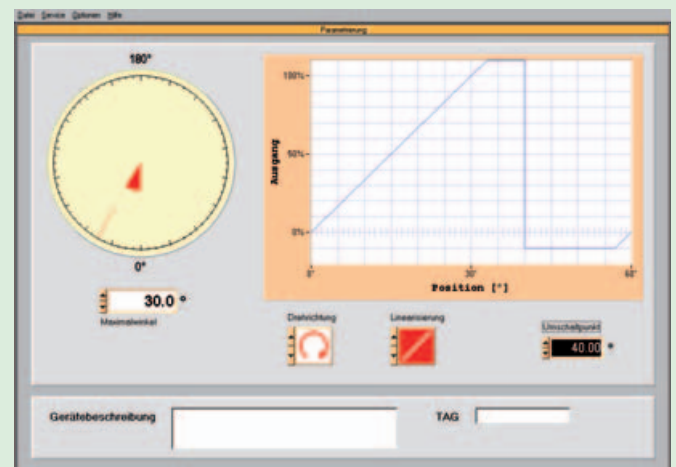 Datei Service Optionen Hilfe
Parametrierung
180°
0°
30.0 °
Maximalwinkel
100%
50%
0%
Ausgang
0° 30° 60°
Position [°]
Drehrichtung
Linearisierung
Umschaltpunkt
40.00 °
Gerätebeschreibung
TAG